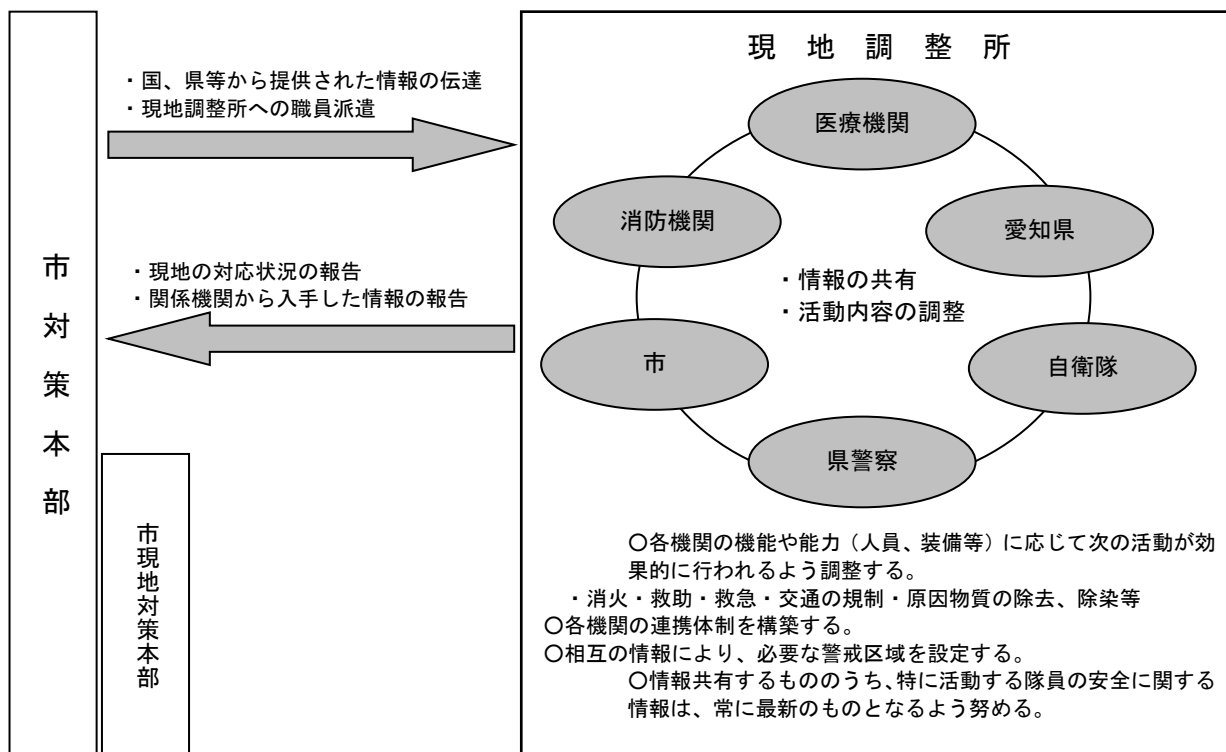 市対策本部
市現地対策本部
・国、県等から提供された情報の伝達
・現地調整所への職員派遣
・現地の対応状況の報告
・関係機関から入手した情報の報告
現地調整所
医療機関
消防機関
愛知県
・情報の共有
・活動内容の調整
市
自衛隊
県警察
○各機関の機能や能力（人員、装備等）に応じて次の活動が効
果的に行われるよう調整する。
・消火・救助・救急・交通の規制・原因物質の除去、除染等
○各機関の連携体制を構築する。
○相互の情報により、必要な警戒区域を設定する。
○情報共有するもののうち、特に活動する隊員の安全に関する
情報は、常に最新のものとなるよう努める。